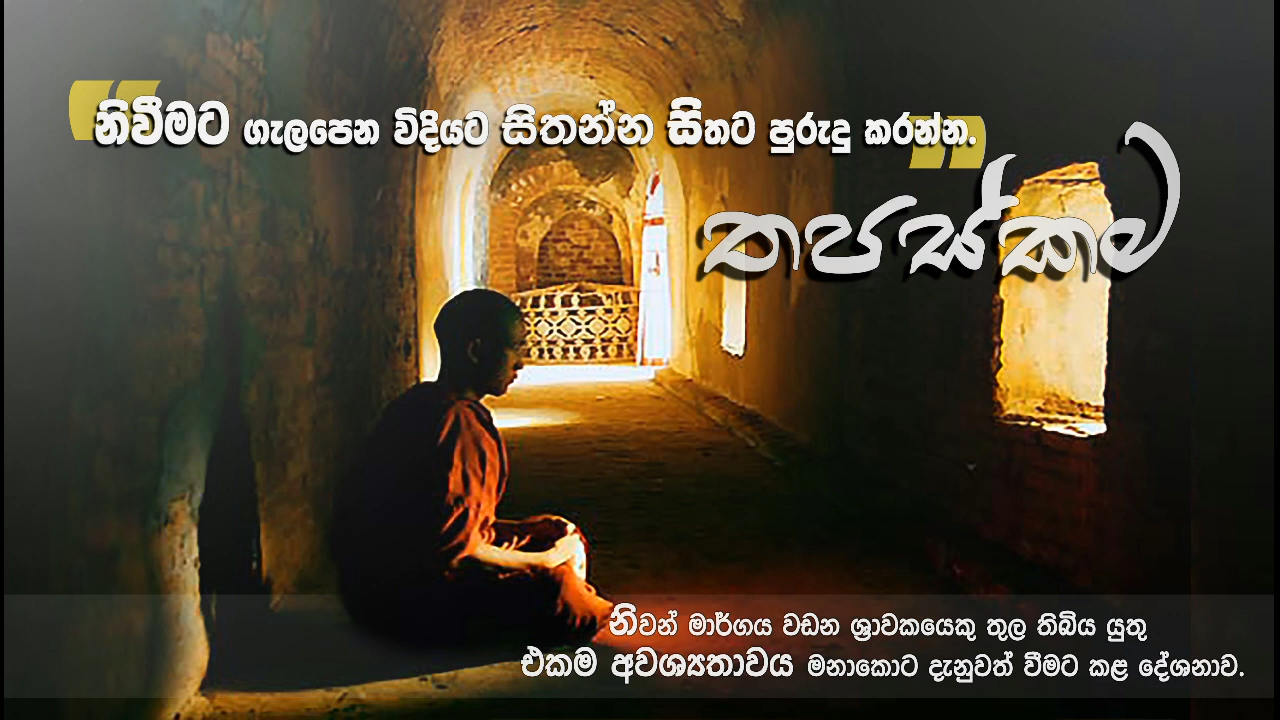 “නිවීමට ගැලපෙන විදියට සිතන්න සිතට පුරුදු කරන්න.”
තපස්කම
නිවන් මාර්ගය වඩන ශ්‍රාවකයෙකු තුල තිබිය යුතු
එකම අවශ්‍යතාවය මනාකොට දැනුවත් වීමට කළ දේශනාව.